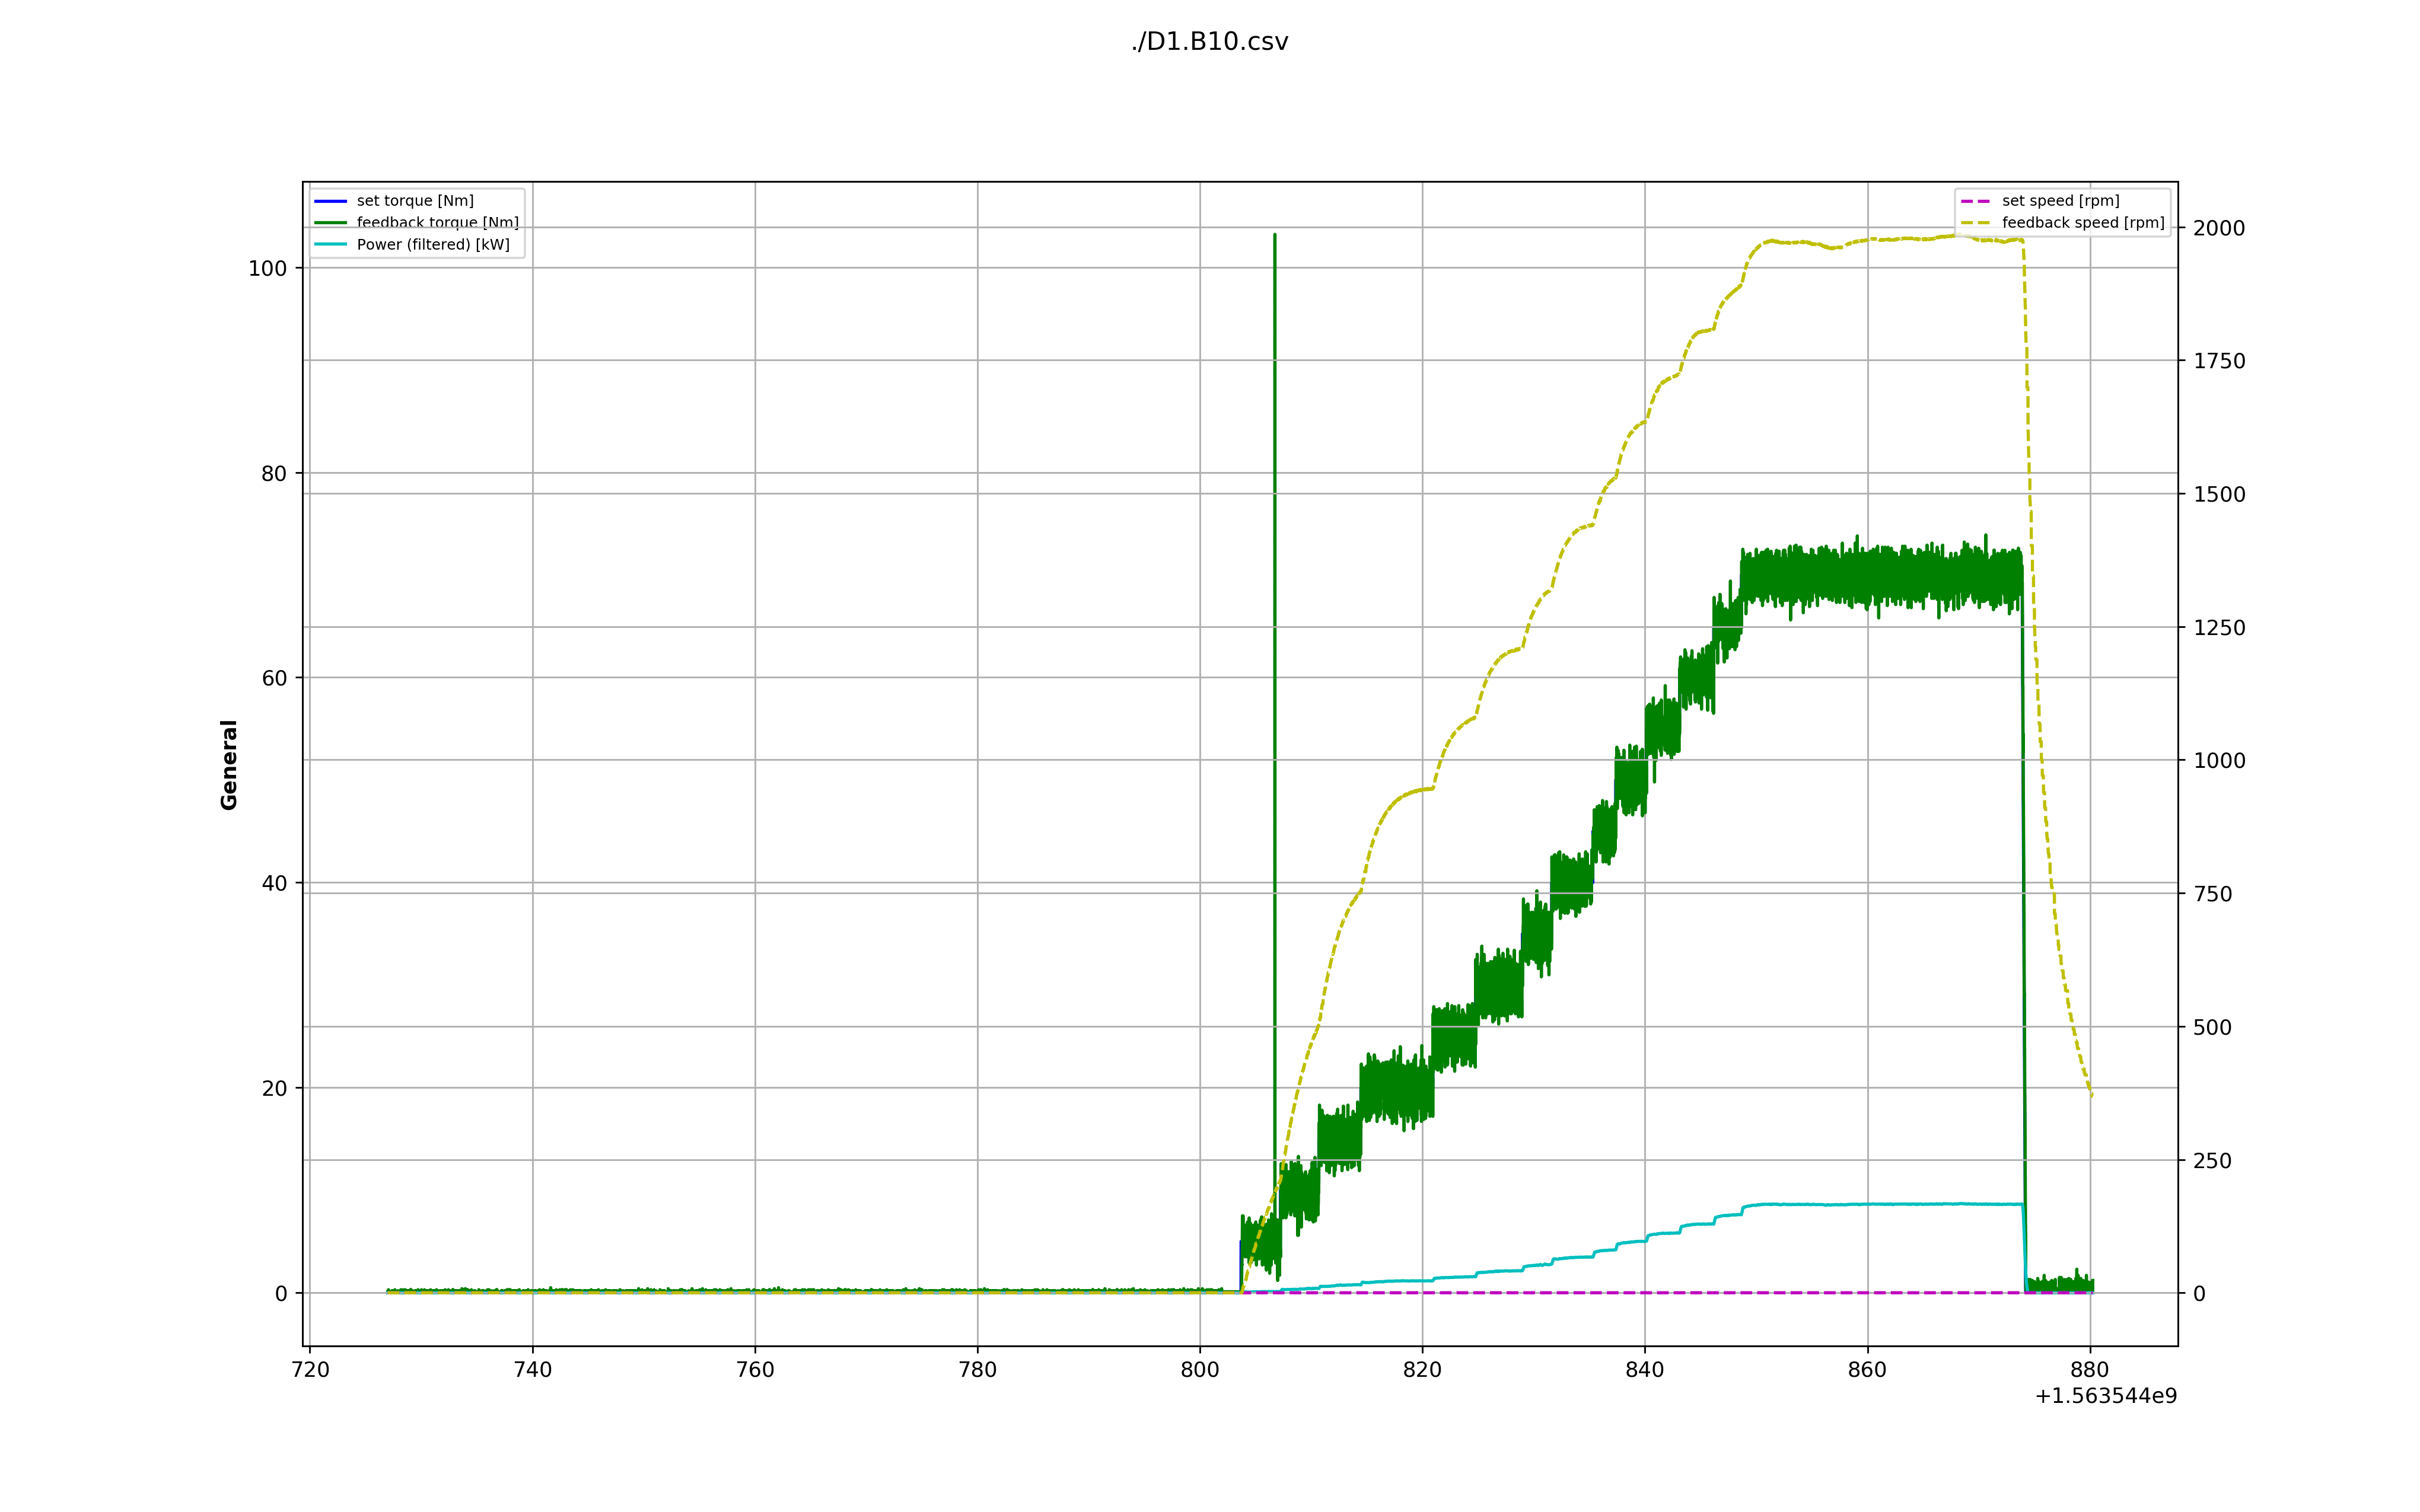 ./D1.B10.csv
set torque [Nm]
feedback torque [Nm]
Power (filtered) [kW]
set speed [rpm]
feedback speed [rpm]
General
100
80
60
40
20
0
2000
1750
1500
1250
1000
750
500
250
0
720 740 760 780 800 820 840 860 880
+1.563544e9